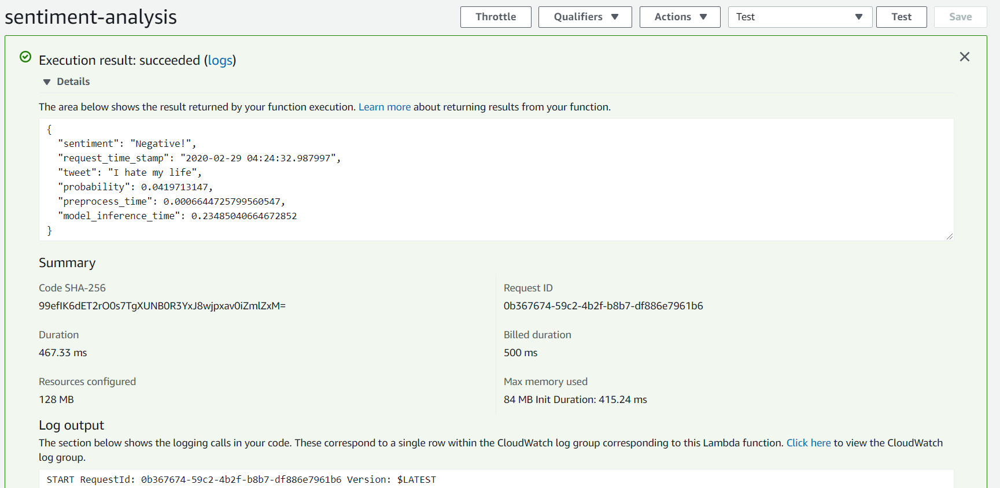 sentiment-analysis
Throttle
Qualifiers
Actions
Test
Test
Save
Execution result: succeeded (logs)
Details
The area below shows the result returned by your function execution. Learn more about returning results from your function.
{
"sentiment": "Negative!",
"request_time_stamp": "2020-02-29 04:24:32.987997",
"tweet": "I hate my life",
"probability": 0.0419713147,
"preprocess_time": 0.0006644725799560547,
"model_inference_time": 0.23485040664672852
}
Summary
Code SHA-256
99efIK6dET2rO0s7TgXUNB0R3YxJ8wjpxav0iZmlZxM=
Request ID
0b367674-59c2-4b2f-b8b7-df886e7961b6
Duration
467.33 ms
Billed duration
500 ms
Resources configured
128 MB
Max memory used
84 MB Init Duration: 415.24 ms
Log output
The section below shows the logging calls in your code. These correspond to a single row within the CloudWatch log group corresponding to this Lambda function. Click here to view the CloudWatch
log group.
START RequestId: 0b367674-59c2-4b2f-b8b7-df886e7961b6 Version: $LATEST